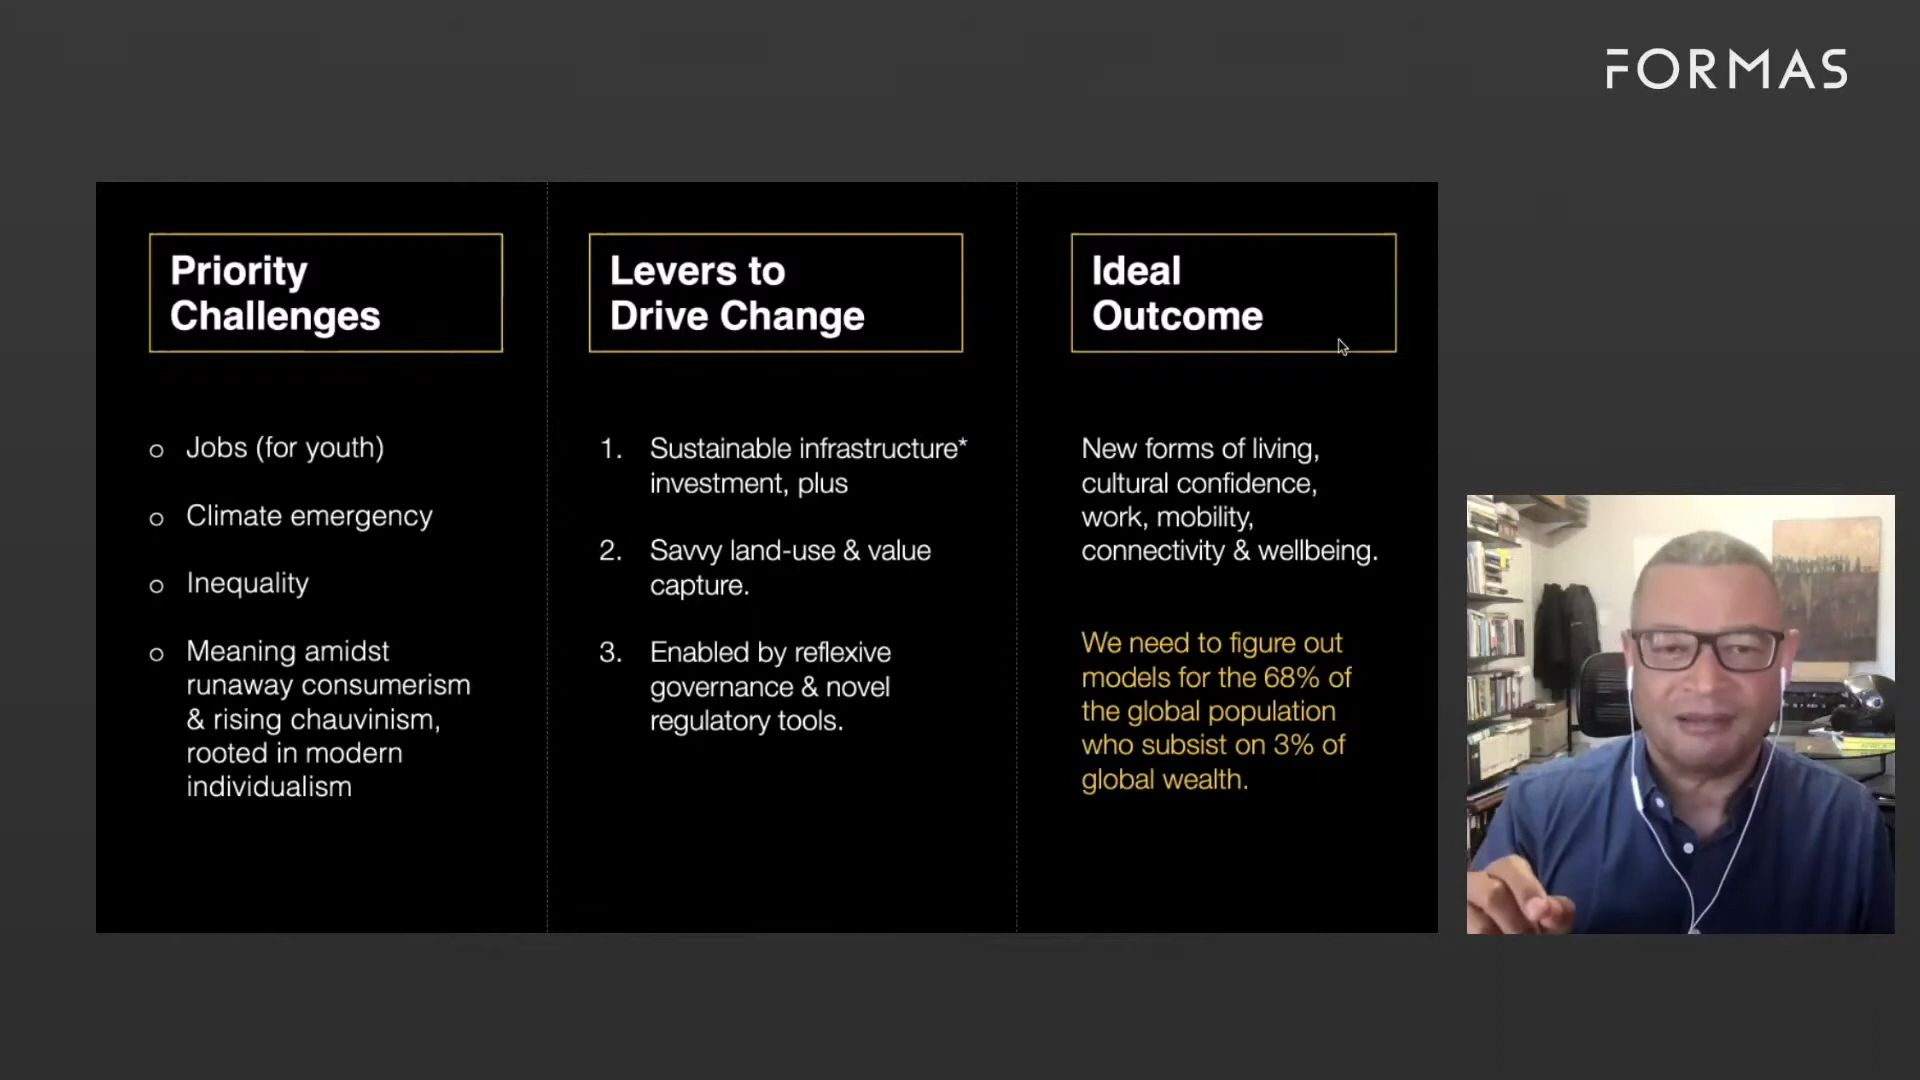 FORMAS
Priority
Challenges
Jobs (for youth)
Climate emergency
Inequality
Meaning amidst
runaway consumerism
& rising chauvinism,
rooted in modern
individualism
Levers to
Drive Change
1. Sustainable infrastructure*
investment, plus
2. Savvy land-use & value
capture.
3. Enabled by reflexive
governance & novel
regulatory tools.
Ideal
Outcome
New forms of living,
cultural confidence,
work, mobility,
connectivity & wellbeing.
We need to figure out
models for the 68% of
the global population
who subsist on 3% of
global wealth.